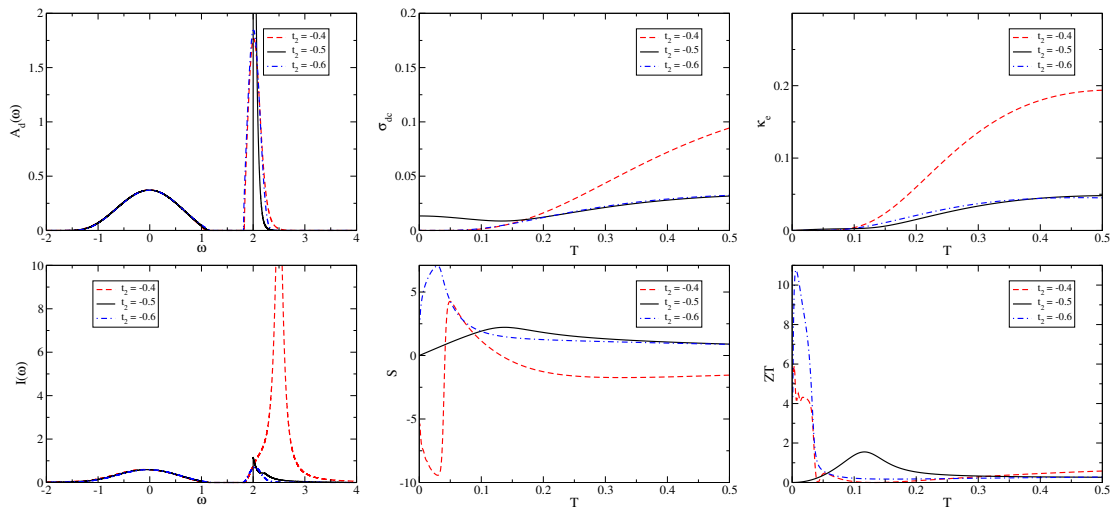 2
1.5
1
0.5
0
A_d(ω)
-2 -1 0 1 2 3 4
ω
t_2 = -0.4
t_2 = -0.5
t_2 = -0.6
0.2
0.15
0.1
0.05
0
σ_dc
0 0.1 0.2 0.3 0.4 0.5
T
t_2 = -0.4
t_2 = -0.5
t_2 = -0.6
0.2
0.1
0
κ_e
0 0.1 0.2 0.3 0.4 0.5
T
t_2 = -0.4
t_2 = -0.5
t_2 = -0.6
10
8
6
4
2
0
I(ω)
-2 -1 0 1 2 3 4
ω
t_2 = -0.4
t_2 = -0.5
t_2 = -0.6
5
0
-5
-10
S
0 0.1 0.2 0.3 0.4 0.5
T
t_2 = -0.4
t_2 = -0.5
t_2 = -0.6
10
8
6
4
2
0
ZT
0 0.1 0.2 0.3 0.4 0.5
T
t_2 = -0.4
t_2 = -0.5
t_2 = -0.6